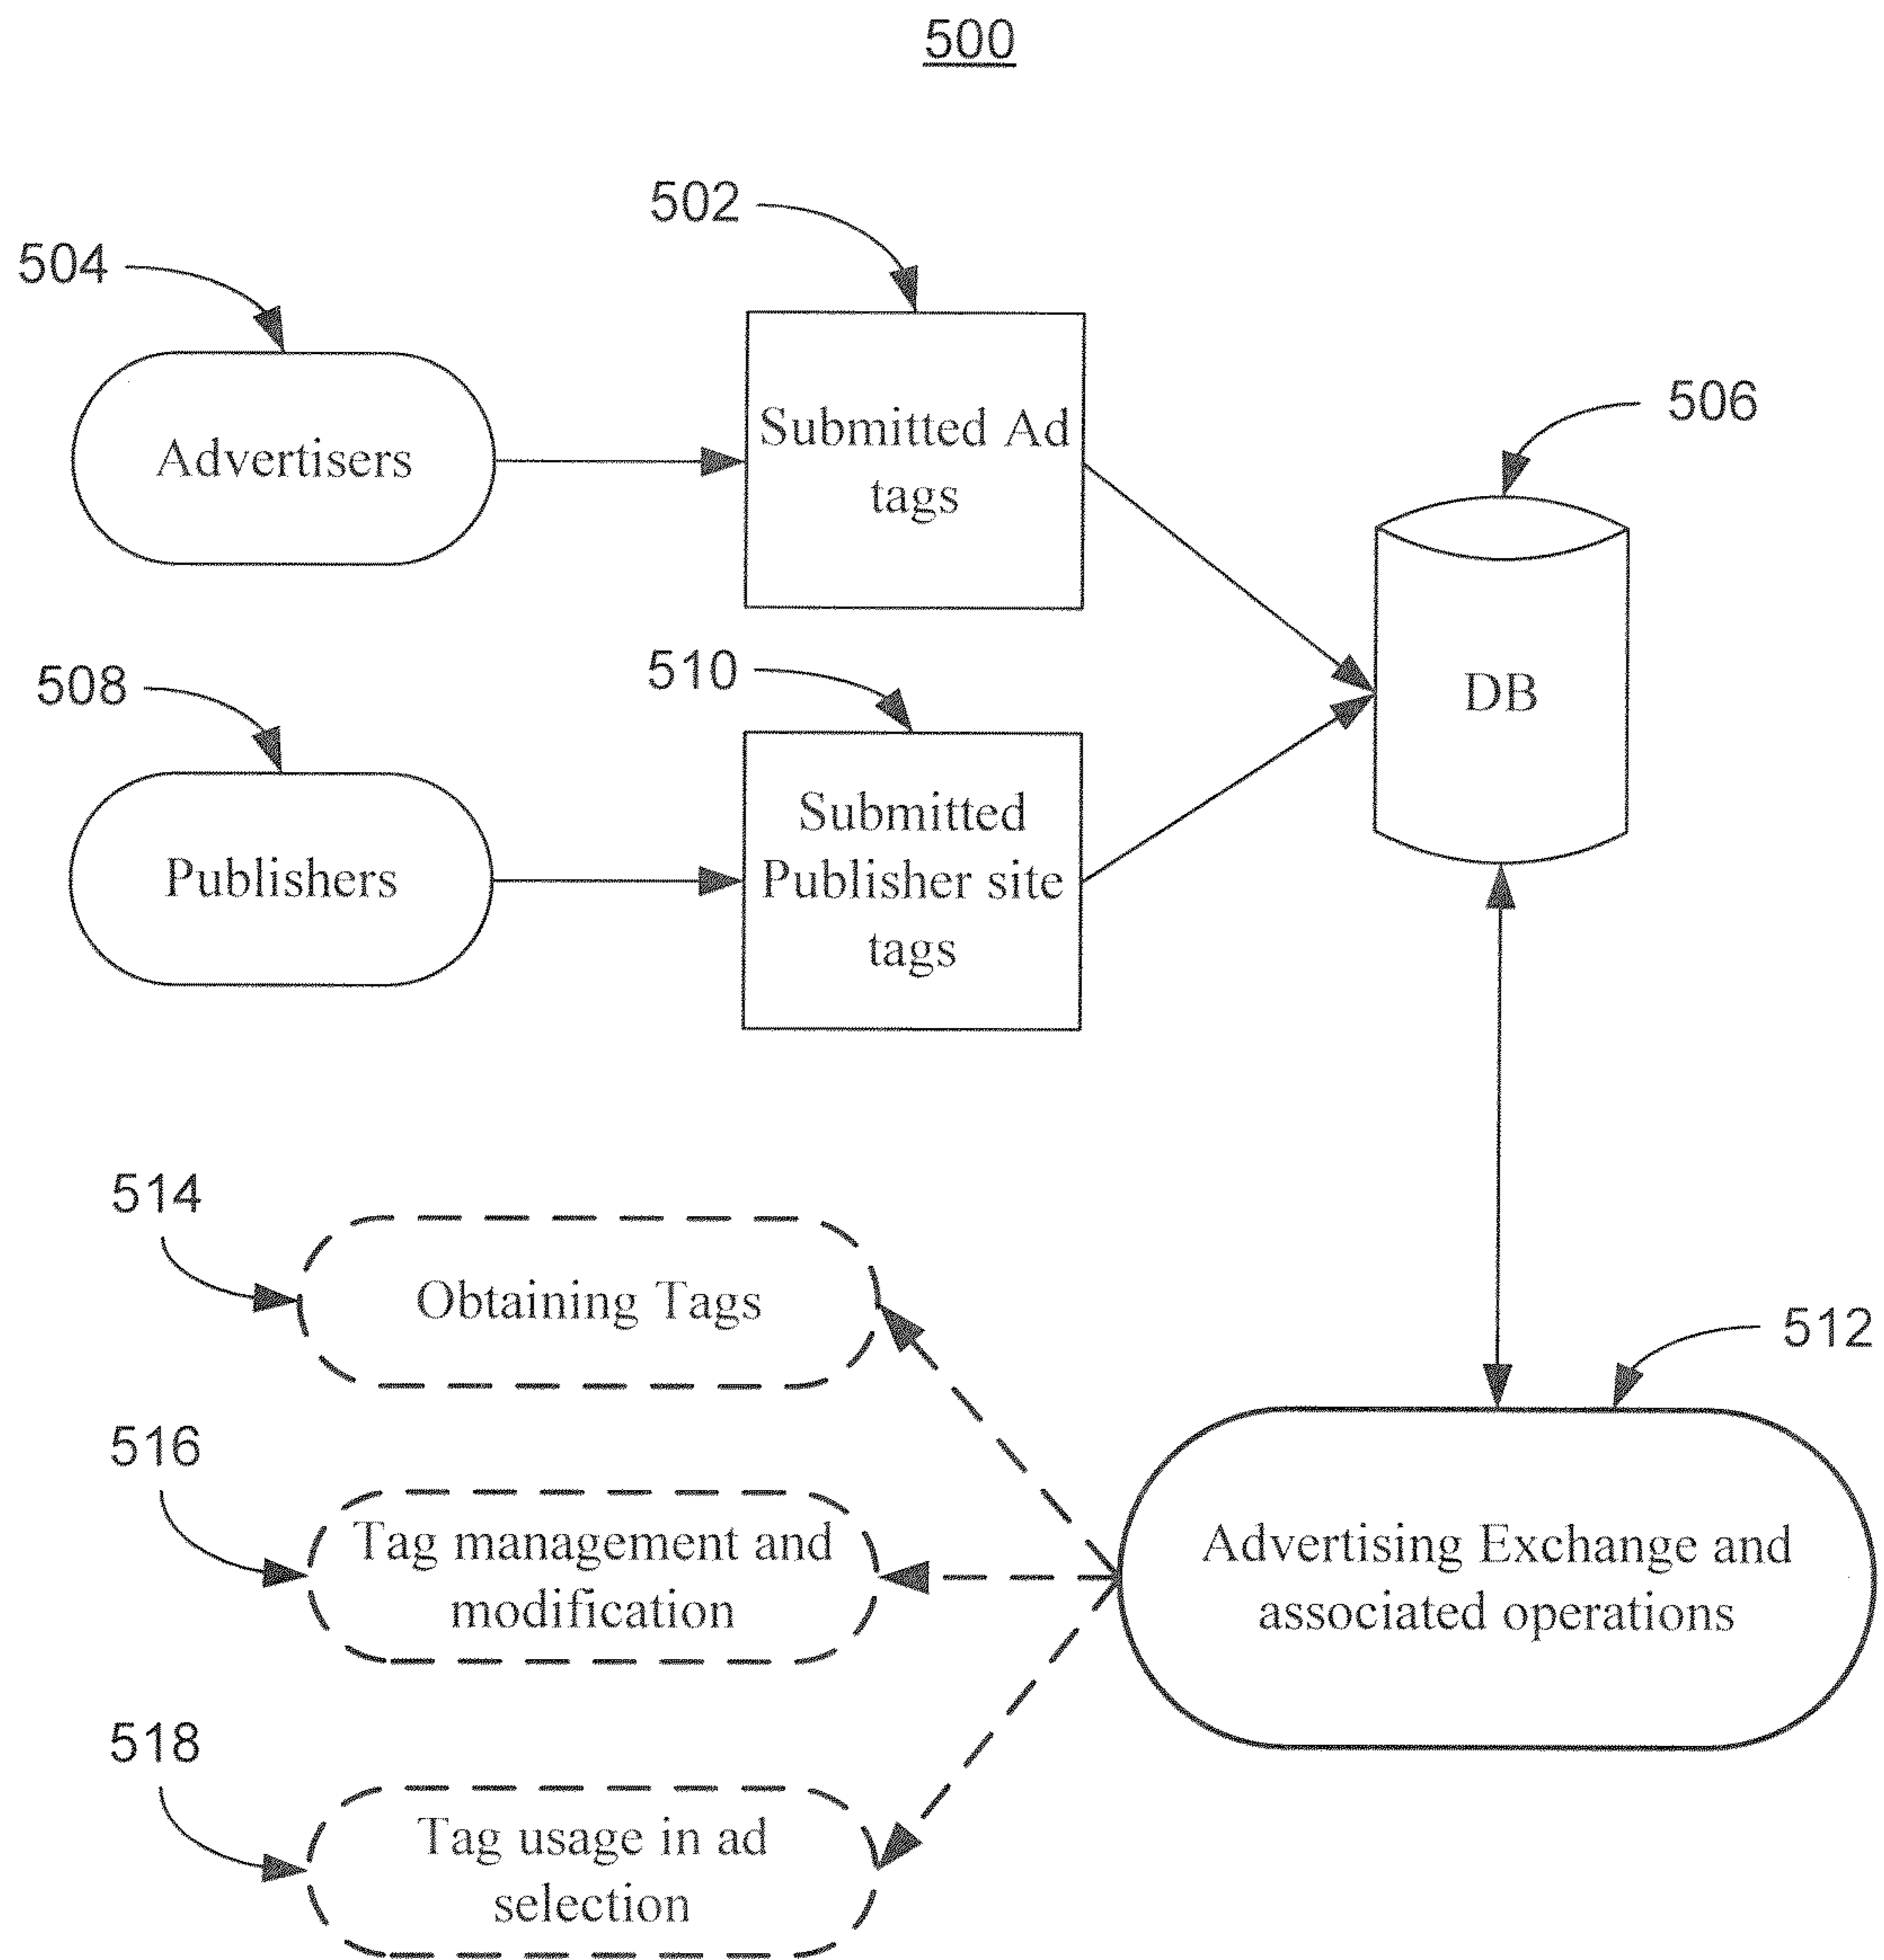 500
502
504
Submitted Ad
tags
506
Advertisers
DB
510
508
Submitted
Publisher site
tags
Publishers
514
Obtaining Tags
512
516
Tag management and
modification
Advertising Exchange and
associated operations
518
Tag usage in ad
selection